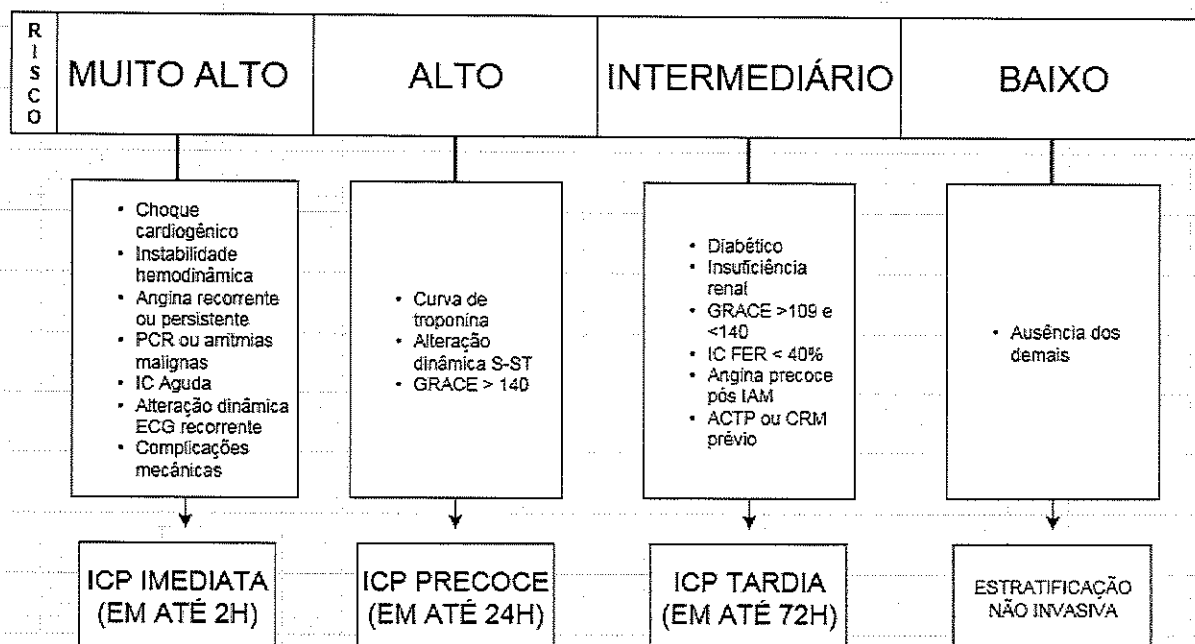 RISCO
MUITO ALTO
ALTO
INTERMEDIÁRIO
BAIXO
• Choque
cardiogênico
• Instabilidade
hemodinâmica
• Angina recorrente
ou persistente
• PCR ou arritmias
malignas
• IC Aguda
• Alteração dinâmica
ECG recorrente
• Complicações
mecânicas
• Curva de
troponina
• Alteração
dinâmica S-ST
• GRACE > 140
• Diabético
• Insuficiência
renal
• GRACE >109 e
<140
• IC FER < 40%
• Angina precoce
pós IAM
• ACTP ou CRM
prévio
• Ausência dos
demais
ICP IMEDIATA
(EM ATÉ 2H)
ICP PRECOCE
(EM ATÉ 24H)
ICP TARDIA
(EM ATÉ 72H)
ESTRATIFICAÇÃO
NÃO INVASIVA